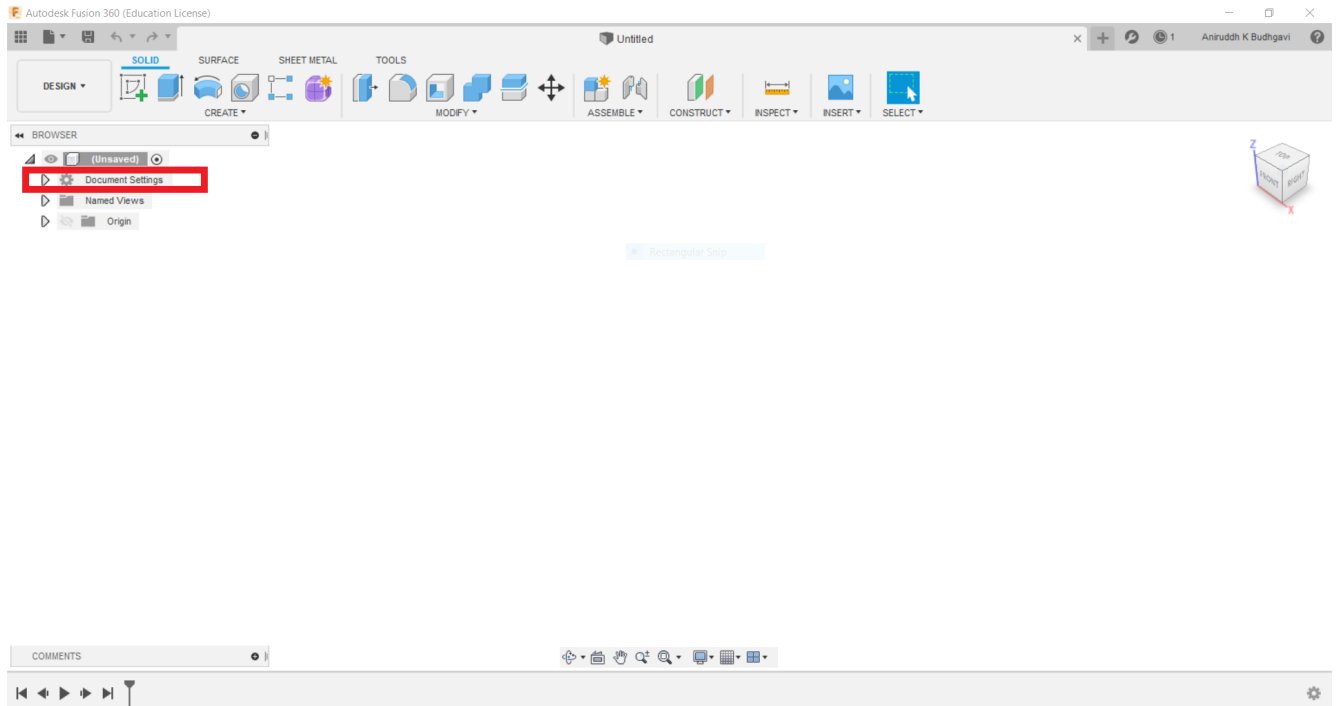 Autodesk Fusion 360 (Education License)
Untitled
1
Aniruddh K Budhgavi
SOLID SURFACE SHEET METAL TOOLS
DESIGN
CREATE MODIFY ASSEMBLE CONSTRUCT INSPECT INSERT SELECT
BROWSER
(Unsaved)
Document Settings
Named Views
Origin
Z
TOP
FRONT
RIGHT
X
Rectangular Snip
COMMENTS